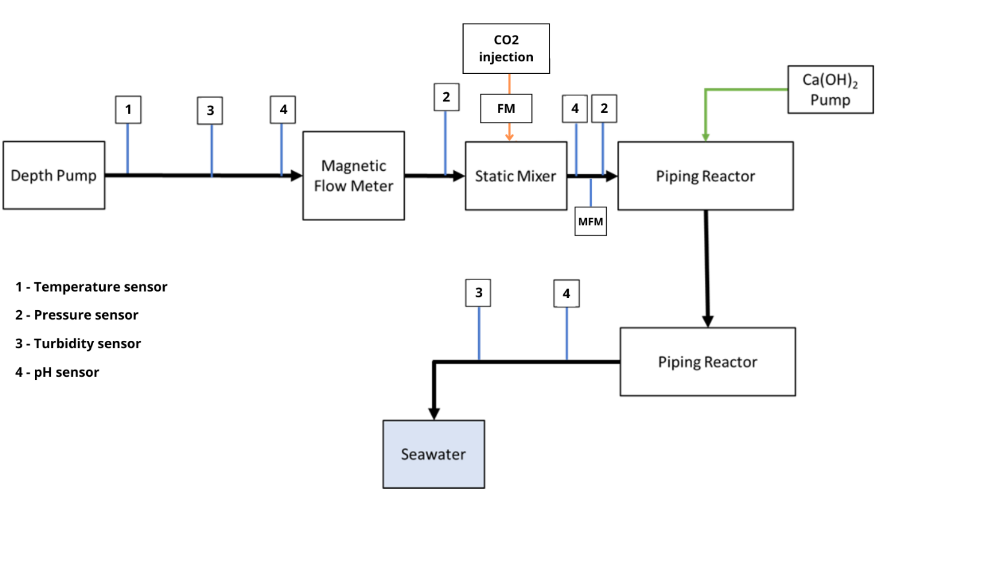 CO2
injection
Ca(OH)₂
Pump
2
1
3
4
FM
4
2
Depth Pump
Magnetic
Flow Meter
Static Mixer
Piping Reactor
MFM
1 - Temperature sensor
2 - Pressure sensor
3 - Turbidity sensor
4 - pH sensor
3
4
Piping Reactor
Seawater